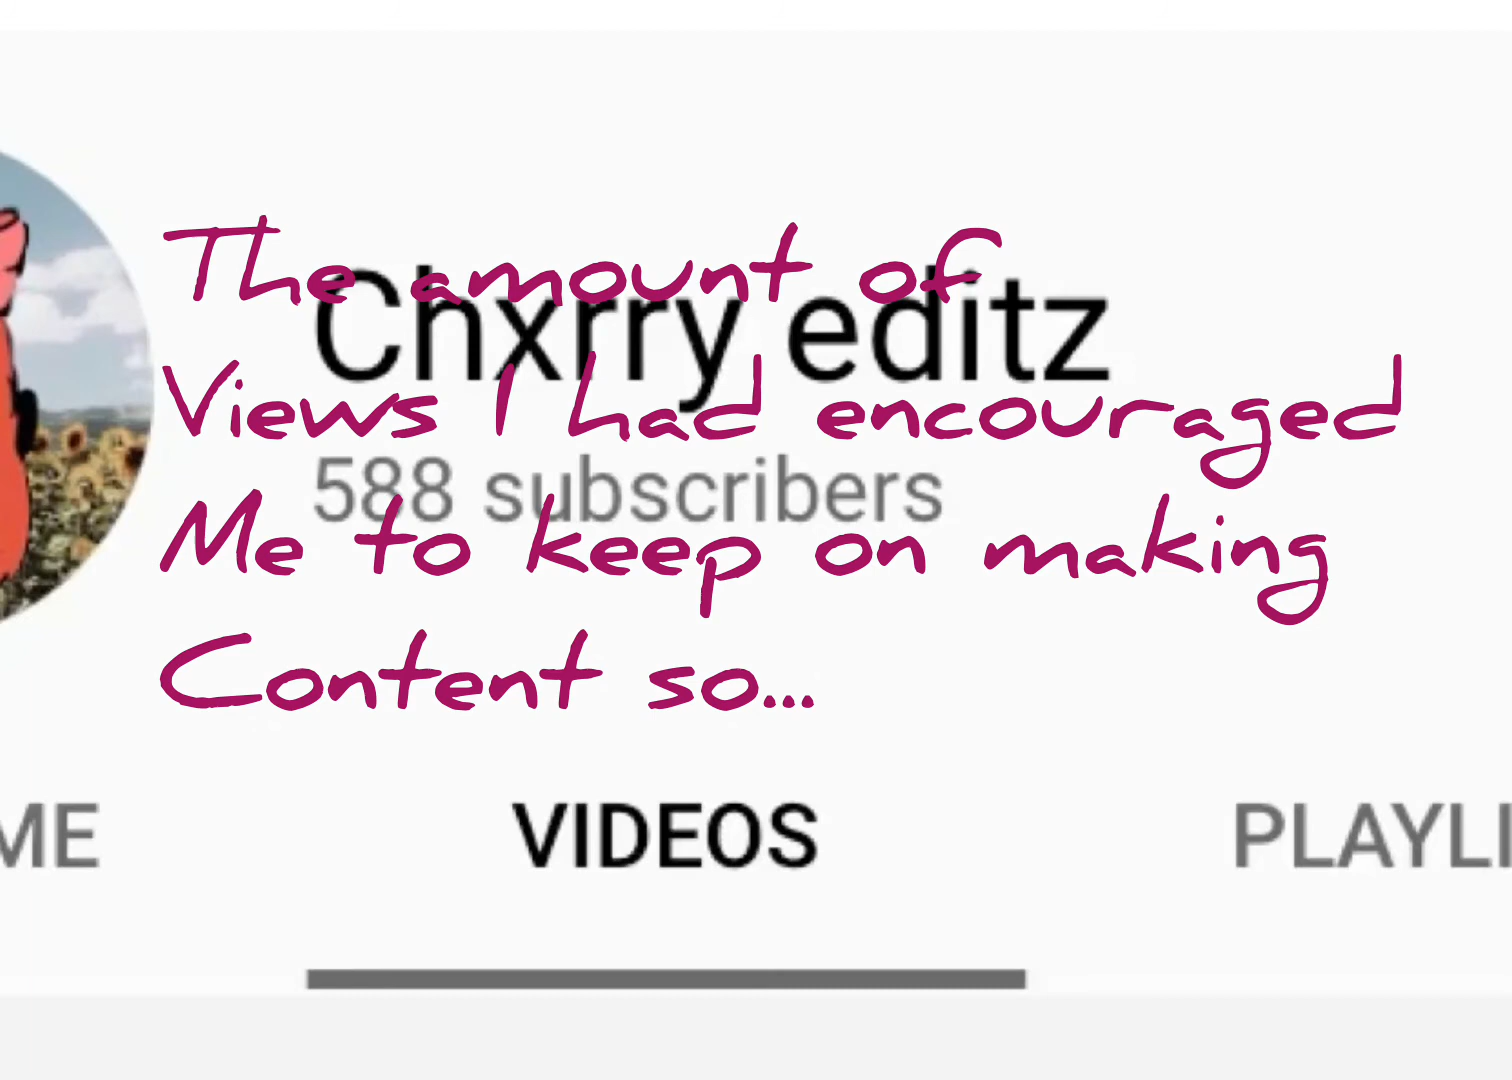 The amount of
Chxrry editz
Views I had encouraged
588 subscribers
Me to keep on making
Content so...
ME VIDEOS PLAYLI